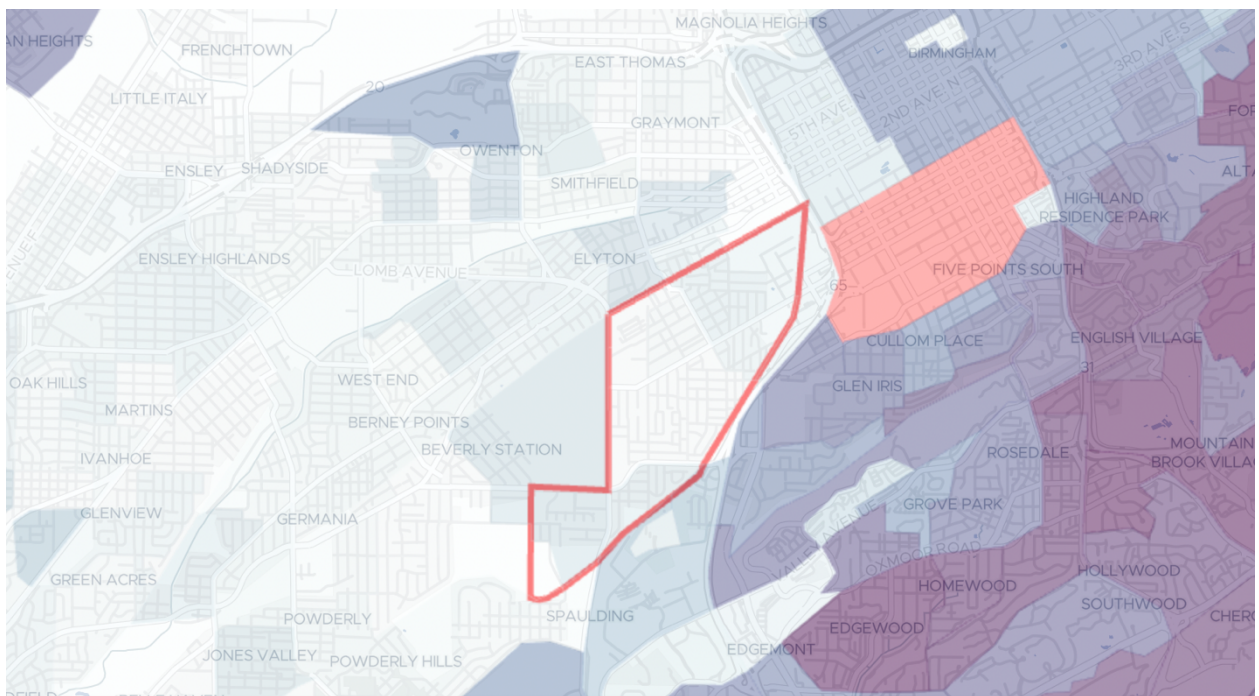 MAGNOLIA HEIGHTS
AN HEIGHTS
FRENCHTOWN
BIRMINGHAM
EAST THOMAS
3RD AVE S
20
LITTLE ITALY
2ND AVE N
GRAYMONT
5TH AVE N
OWENTON
ENSLEY
SHADYSIDE
SMITHFIELD
HIGHLAND
RESIDENCE PARK
ENSLEY HIGHLANDS
ELYTON
LOMB AVENUE
FIVE POINTS SOUTH
65
ENGLISH VILLAGE
CULLOM PLACE
31
OAK HILLS
WEST END
GLEN IRIS
MARTINS
BERNEY POINTS
BEVERLY STATION
ROSEDALE
MOUNTAIN
BROOK VILLAG
IVANHOE
GLENVIEW
GERMANIA
GROVE PARK
VALLEY AVENUE
OXMOOR ROAD
GREEN ACRES
HOMEWOOD
HOLLYWOOD
SOUTHWOOD
POWDERLY
SPAULDING
EDGEWOOD
CHERO
EDGEMONT
JONES VALLEY
POWDERLY HILLS